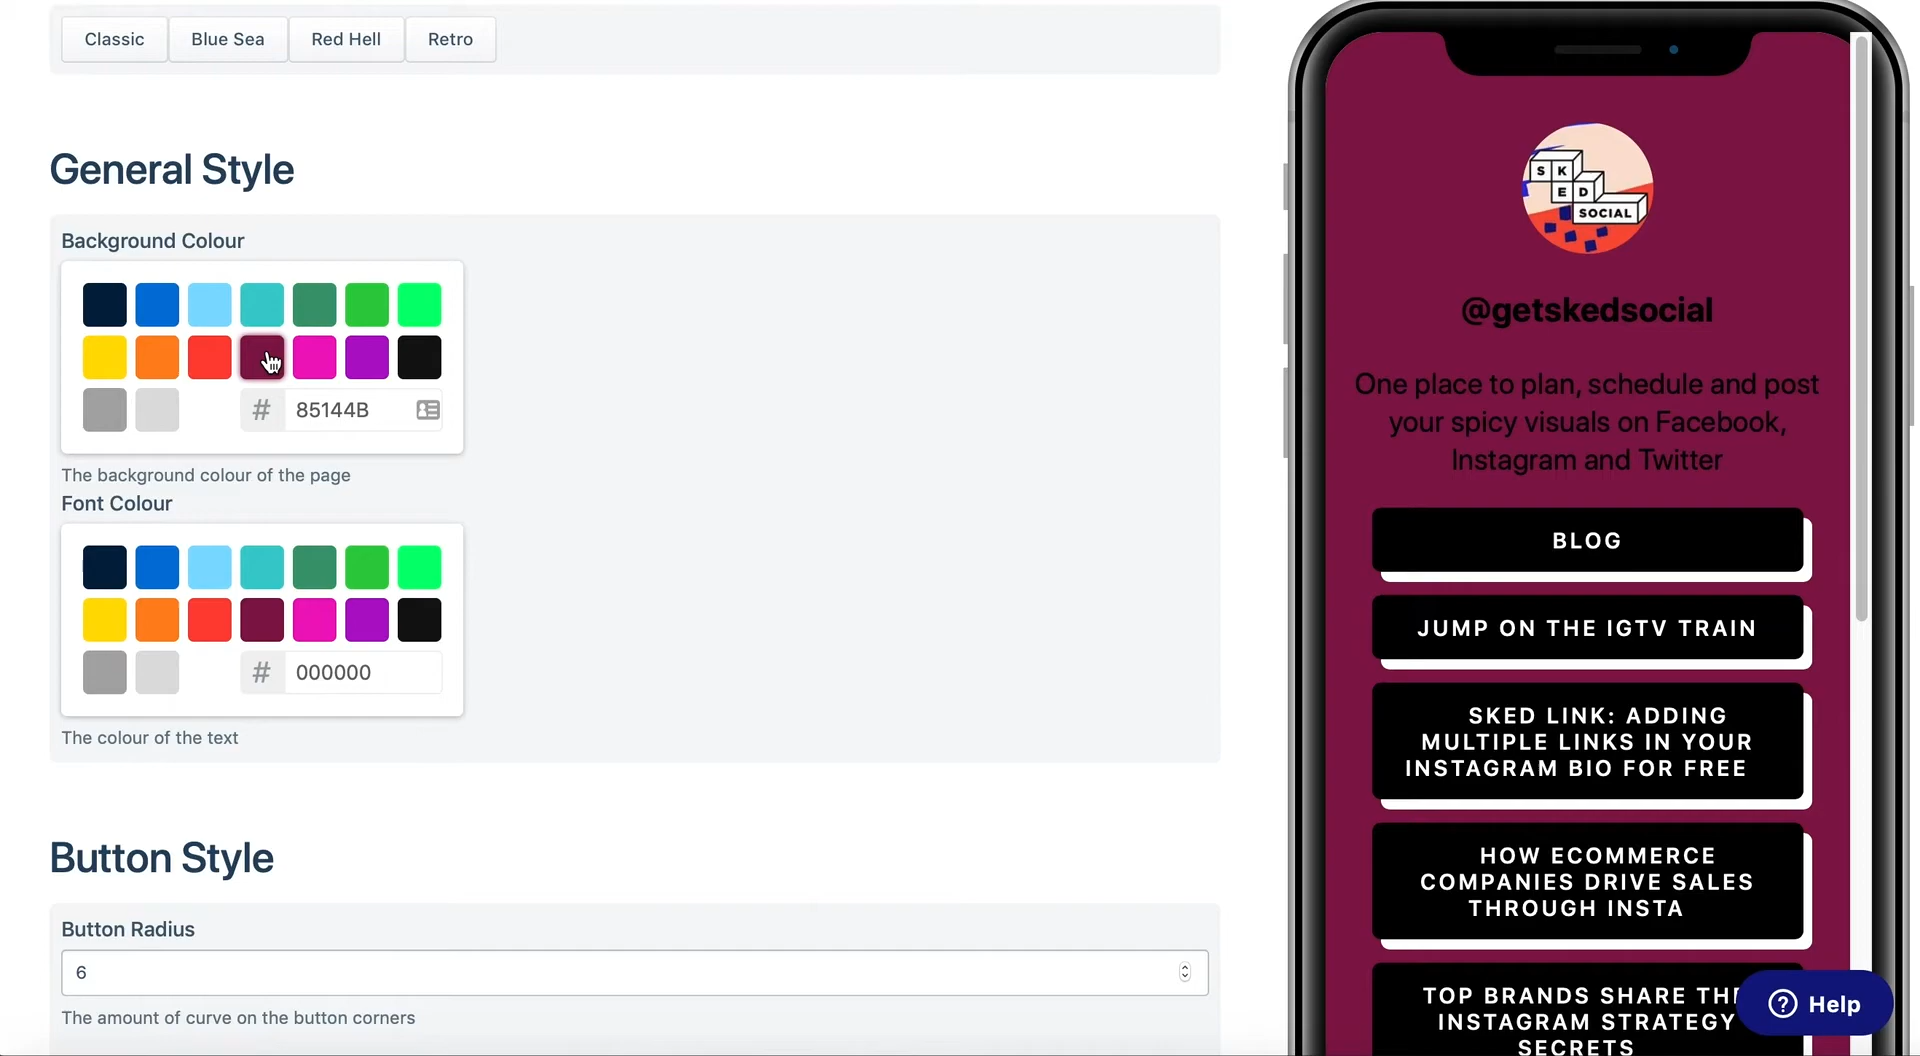 Classic
Blue Sea
Red Hell
Retro
General Style
Background Colour
# 85144B
The background colour of the page
Font Colour
# 000000
The colour of the text
Button Style
Button Radius
6
The amount of curve on the button corners
S K
E D
SOCIAL
@getskedsocial
One place to plan, schedule and post
your spicy visuals on Facebook,
Instagram and Twitter
BLOG
JUMP ON THE IGTV TRAIN
SKED LINK: ADDING
MULTIPLE LINKS IN YOUR
INSTAGRAM BIO FOR FREE
HOW ECOMMERCE
COMPANIES DRIVE SALES
THROUGH INSTA
TOP BRANDS SHARE THE
INSTAGRAM STRATEGY
SECRETS
? Help